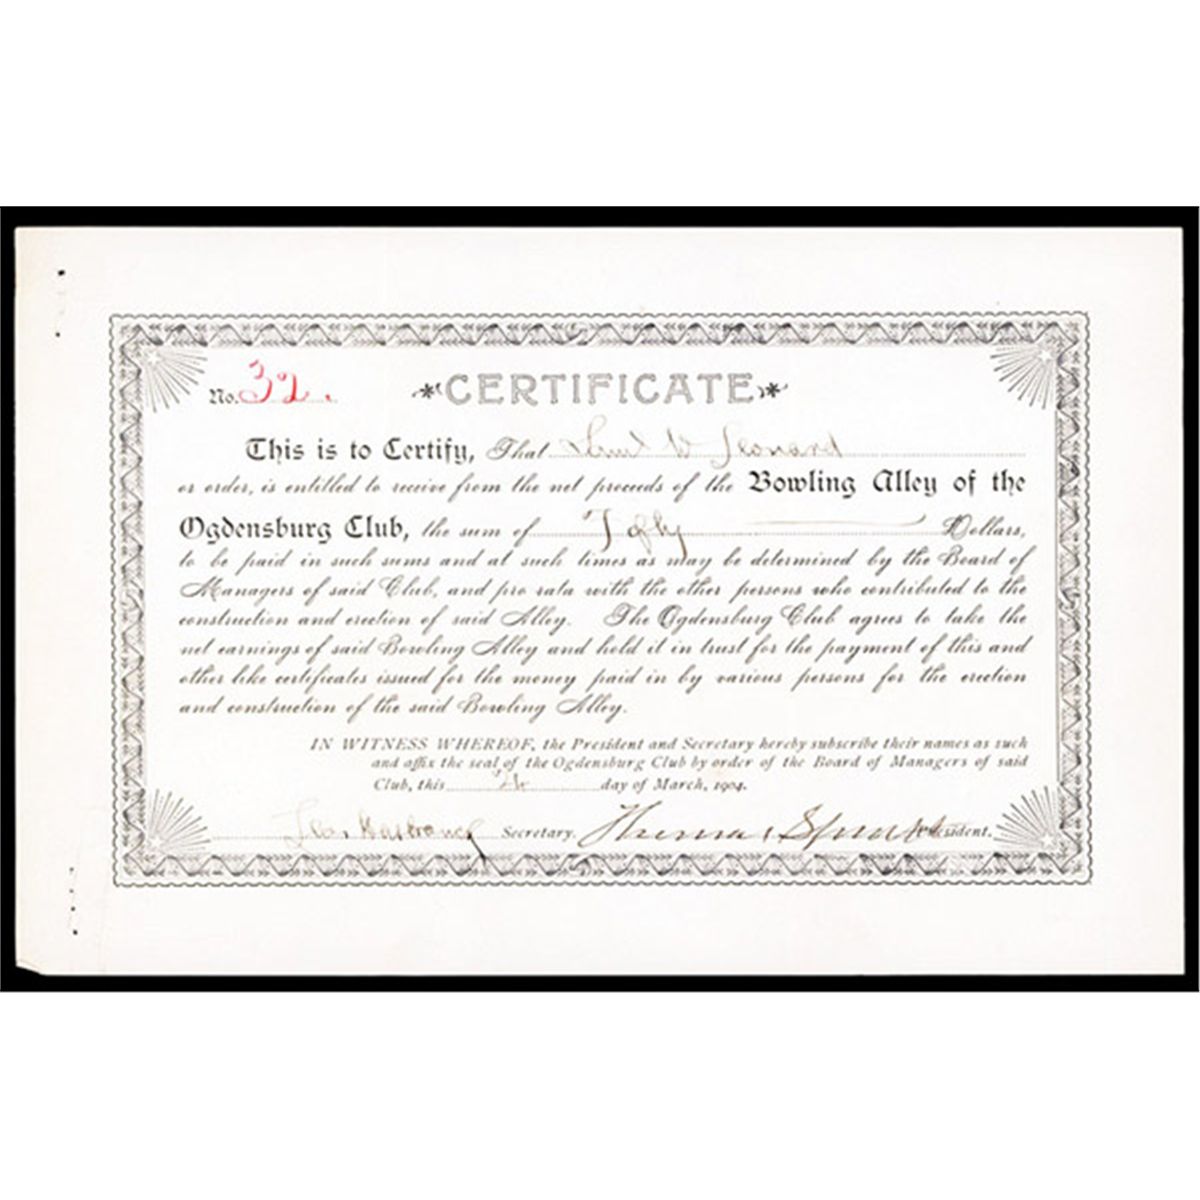 No. 32.
CERTIFICATE
This is to Certify, That W Leonard
or order, is entitled to receive from the net proceeds of the Bowling Alley of the
Ogdensburg Club, the sum of Fifty Dollars,
to be paid in such sums and at such times as may be determined by the Board of
Managers of said Club, and pro rata with the other persons who contributed to the
construction and erection of said Alley. The Ogdensburg Club agrees to take the
net earnings of said Bowling Alley and hold it in trust for the payment of this and
other like certificates issued for the money paid in by various persons for the erection
and construction of the said Bowling Alley.
IN WITNESS WHEREOF, the President and Secretary hereby subscribe their names as such
and affix the seal of the Ogdensburg Club by order of the Board of Managers of said
Club, this day of March, 1904.
Secretary. President.